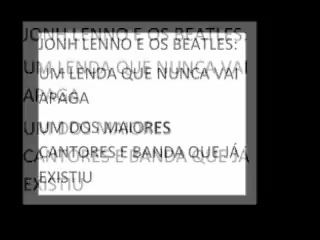 JONH LENNO E OS BEATLES:
UM LENDA QUE NUNCA VAI
APAGA
UM DOS MAIORES
CANTORES E BANDA QUE JÁ
EXISTIU